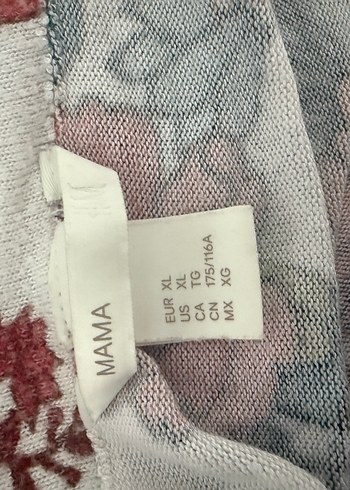 MAMA
EUR XL
US XL
CA TG
CN 175/116A
MX XG